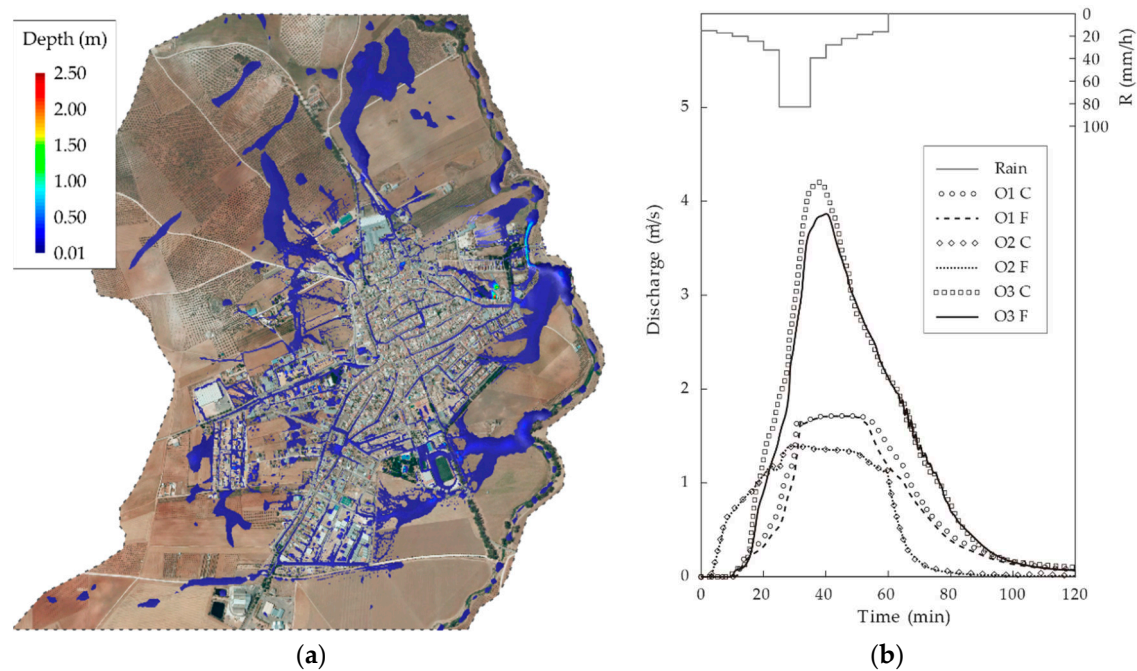 Depth (m)
2.50
2.00
1.50
1.00
0.50
0.01
(a)
0
20
40
60
80
100
R (mm/h)
5
4
3
2
1
0
Discharge (m³/s)
Rain
O1 C
O1 F
O2 C
O2 F
O3 C
O3 F
0 20 40 60 80 100 120
Time (min)
(b)